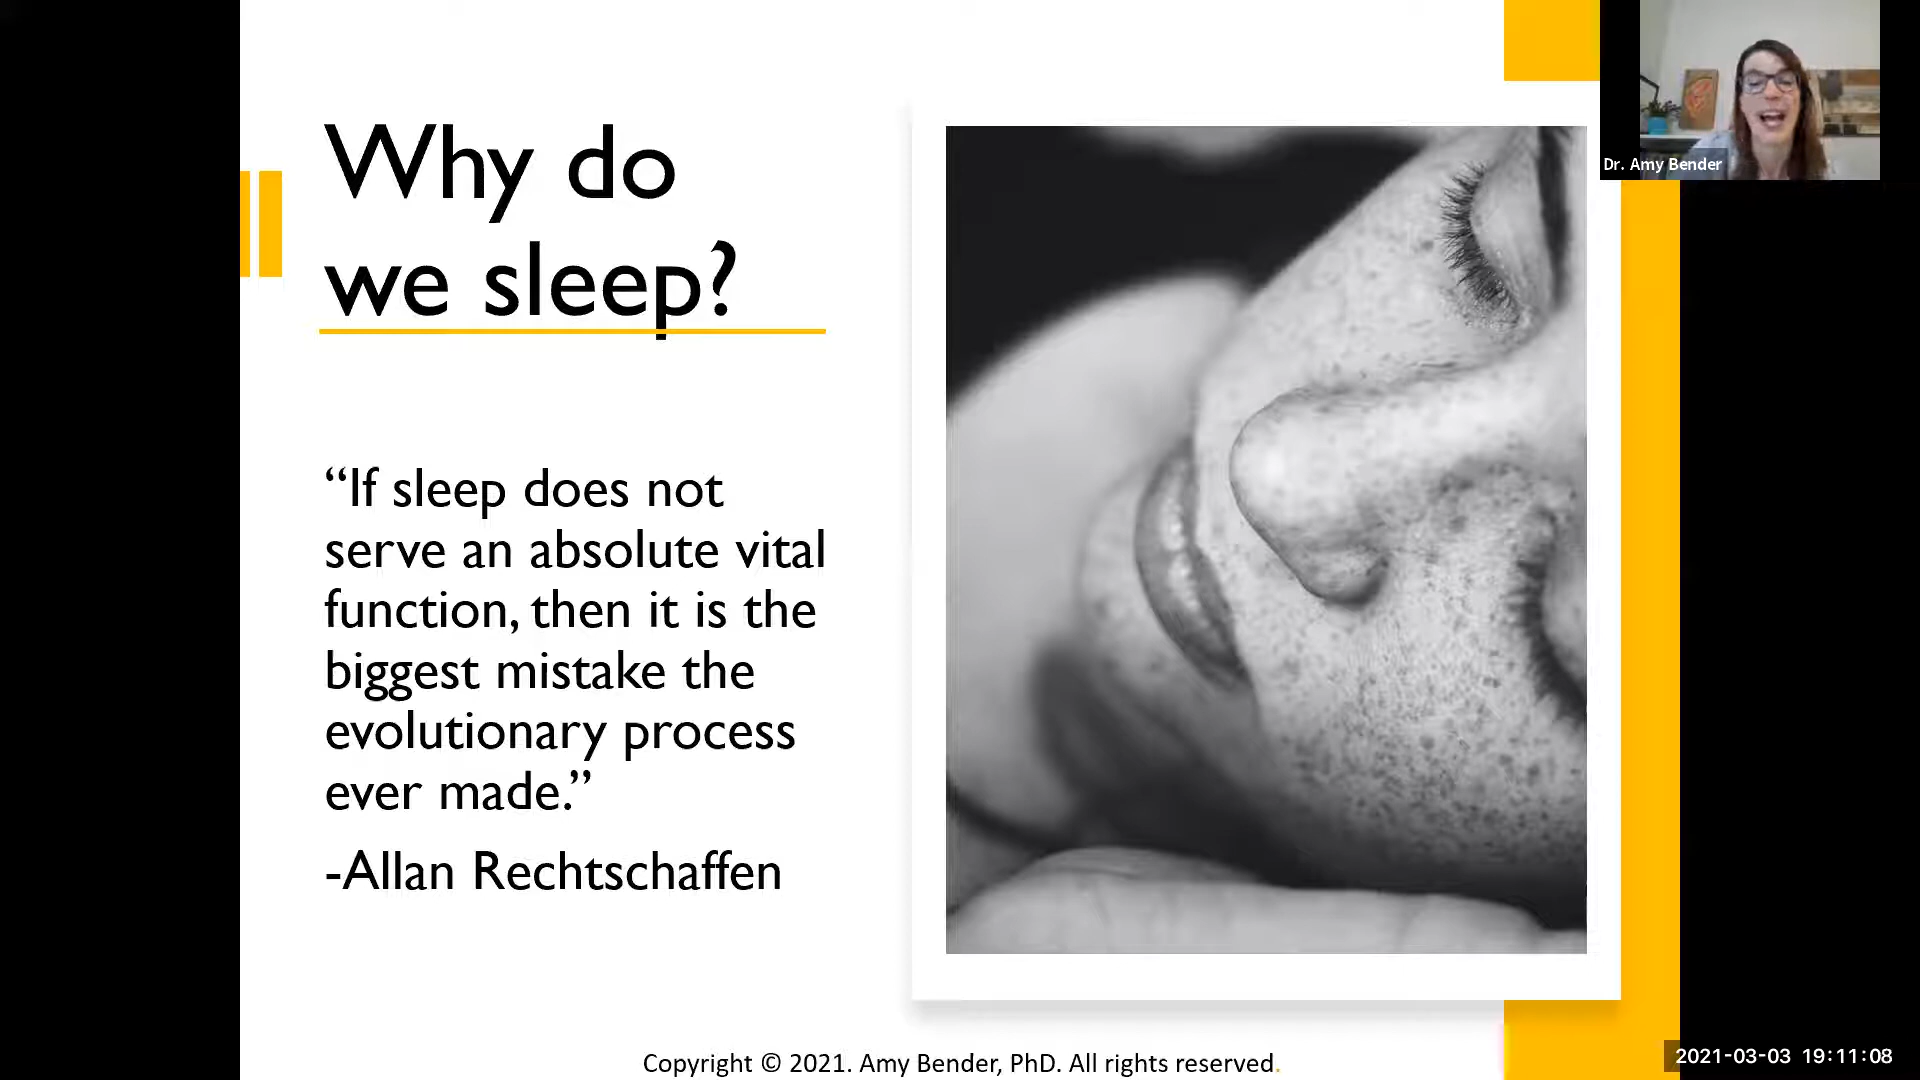 Why do
we sleep?
“If sleep does not
serve an absolute vital
function, then it is the
biggest mistake the
evolutionary process
ever made.”
-Allan Rechtschaffen
Dr. Amy Bender
Copyright © 2021. Amy Bender, PhD. All rights reserved.
2021-03-03 19:11:08